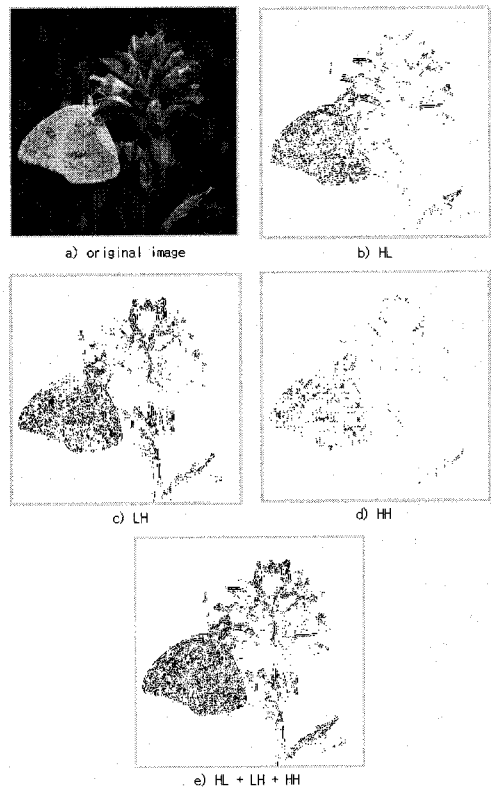 a) original image
b) HL
c) LH
d) HH
e) HL + LH + HH